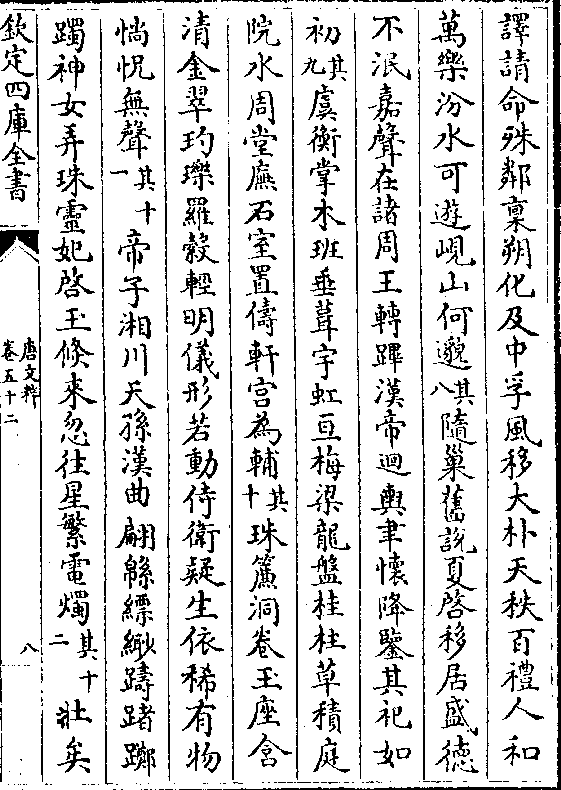 譯請命殊鄰稟朔化及中孚風移大朴天秩百禮人和
萬樂汾水可遊峴山何邈其八隨巢舊說夏啓移居盛德
不泯嘉聲在諸周王轉蹕漢帝迴輿聿懷降鑒其祀如
初其九虞衡掌木班垂葺宇虹亘梅梁龍盤桂柱草積庭
院水周堂廡石室置儔軒宫為輔其十珠簾洞卷玉座含
清金翠玓瓅羅縠輕明儀形若動侍衛疑生依稀有物
惝怳無聲其十一帝子湘川天孫漢曲翩緜縹緲躊躇躑
躅神女弄珠靈妃啓玉倏來忽往星繁電燭其十二壯矣
欽定四庫全書
唐文粹
卷五十二
八